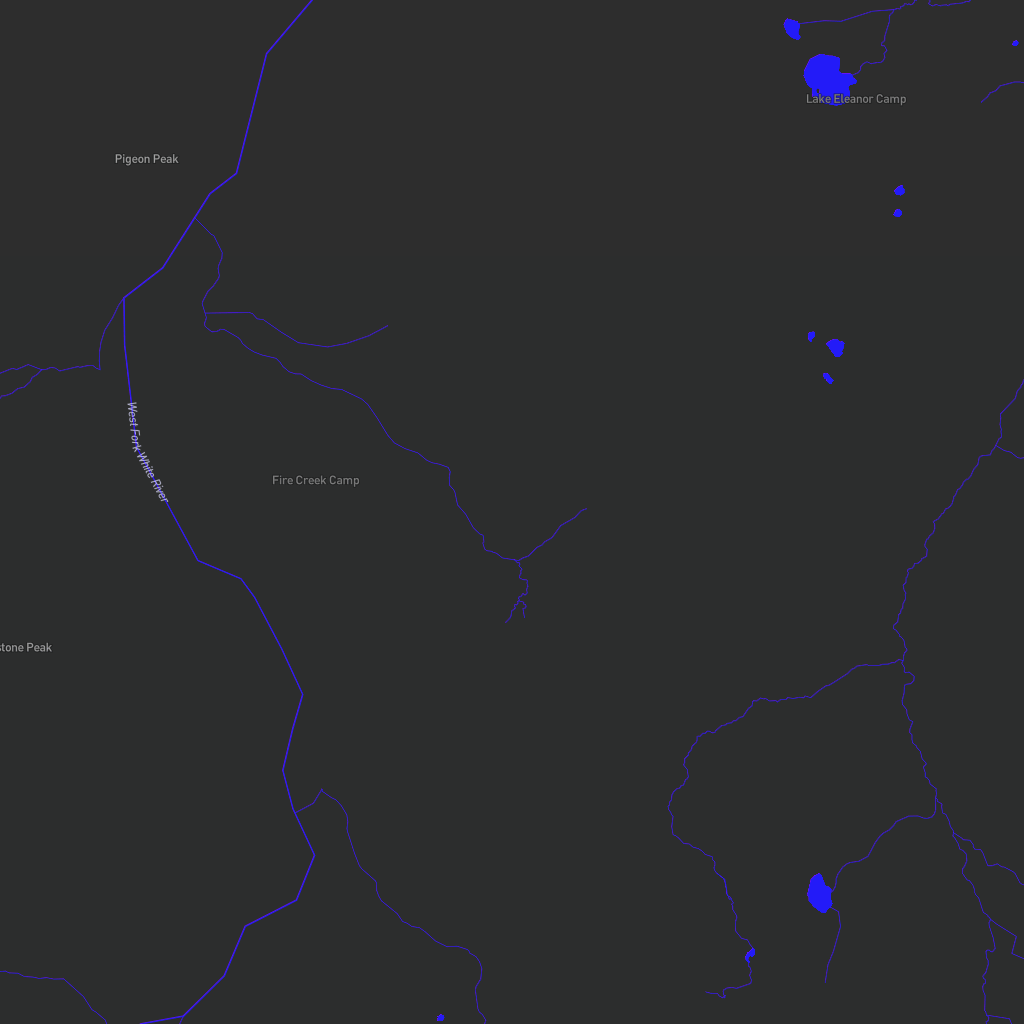 Lake Eleanor Camp
Pigeon Peak
West Fork White River
Fire Creek Camp
stone Peak